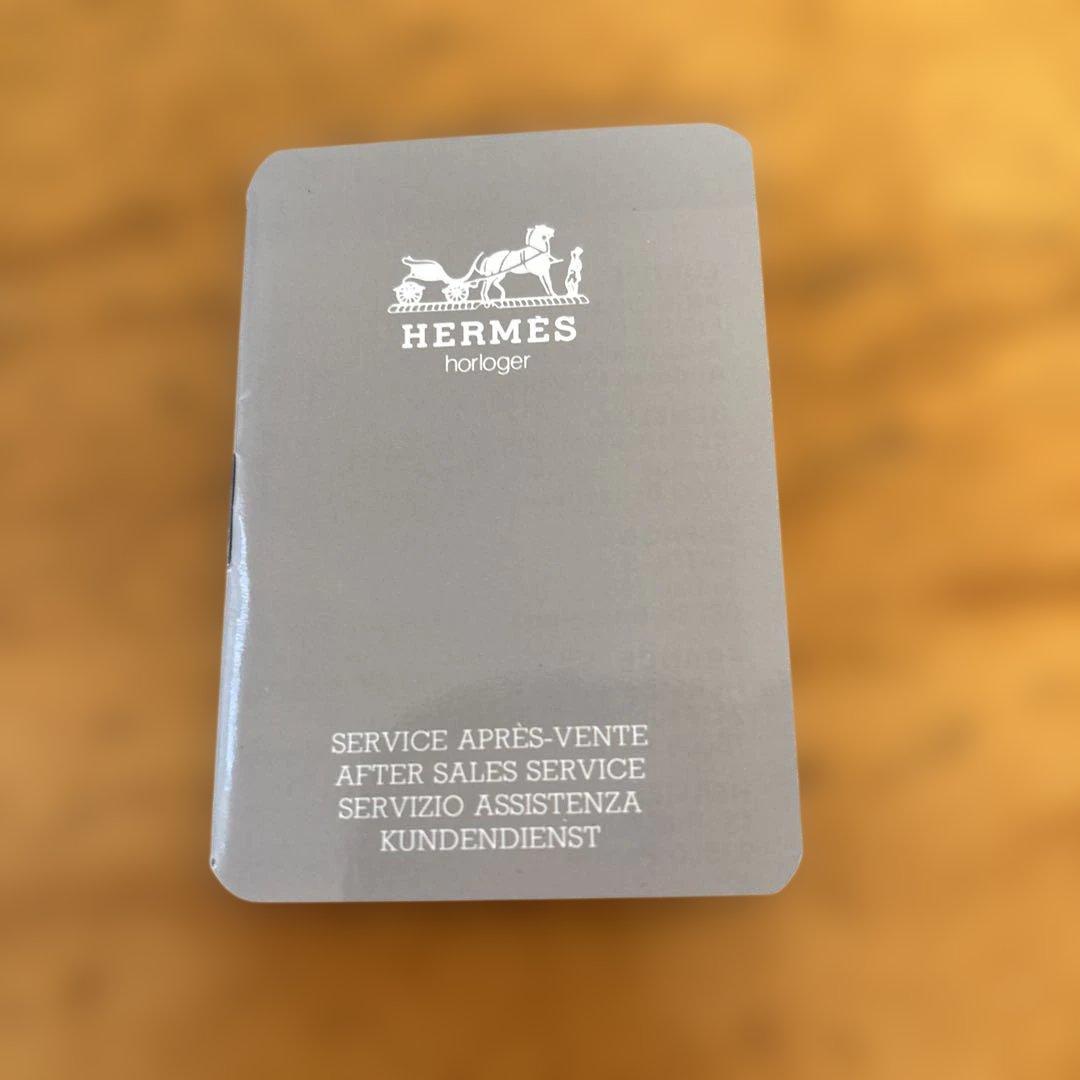 HERMÈS
horloger
SERVICE APRÈS-VENTE
AFTER SALES SERVICE
SERVIZIO ASSISTENZA
KUNDENDIENST